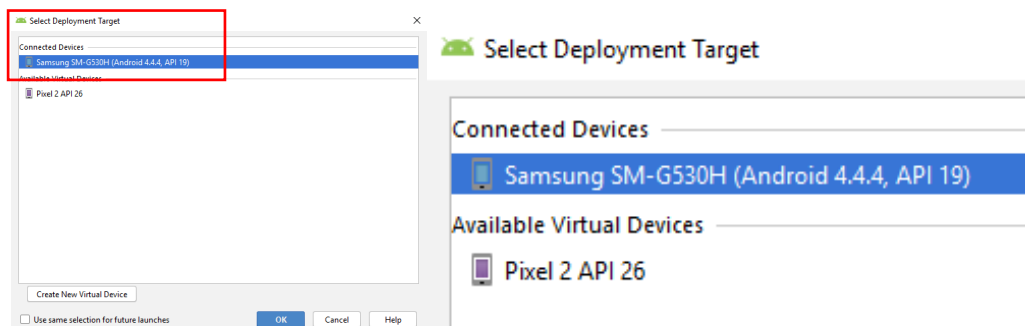 Select Deployment Target
Connected Devices
Samsung SM-G530H (Android 4.4.4, API 19)
Available Virtual Devices
Pixel 2 API 26
Create New Virtual Device
Use same selection for future launches
OK Cancel Help
Select Deployment Target
Connected Devices
Samsung SM-G530H (Android 4.4.4, API 19)
Available Virtual Devices
Pixel 2 API 26